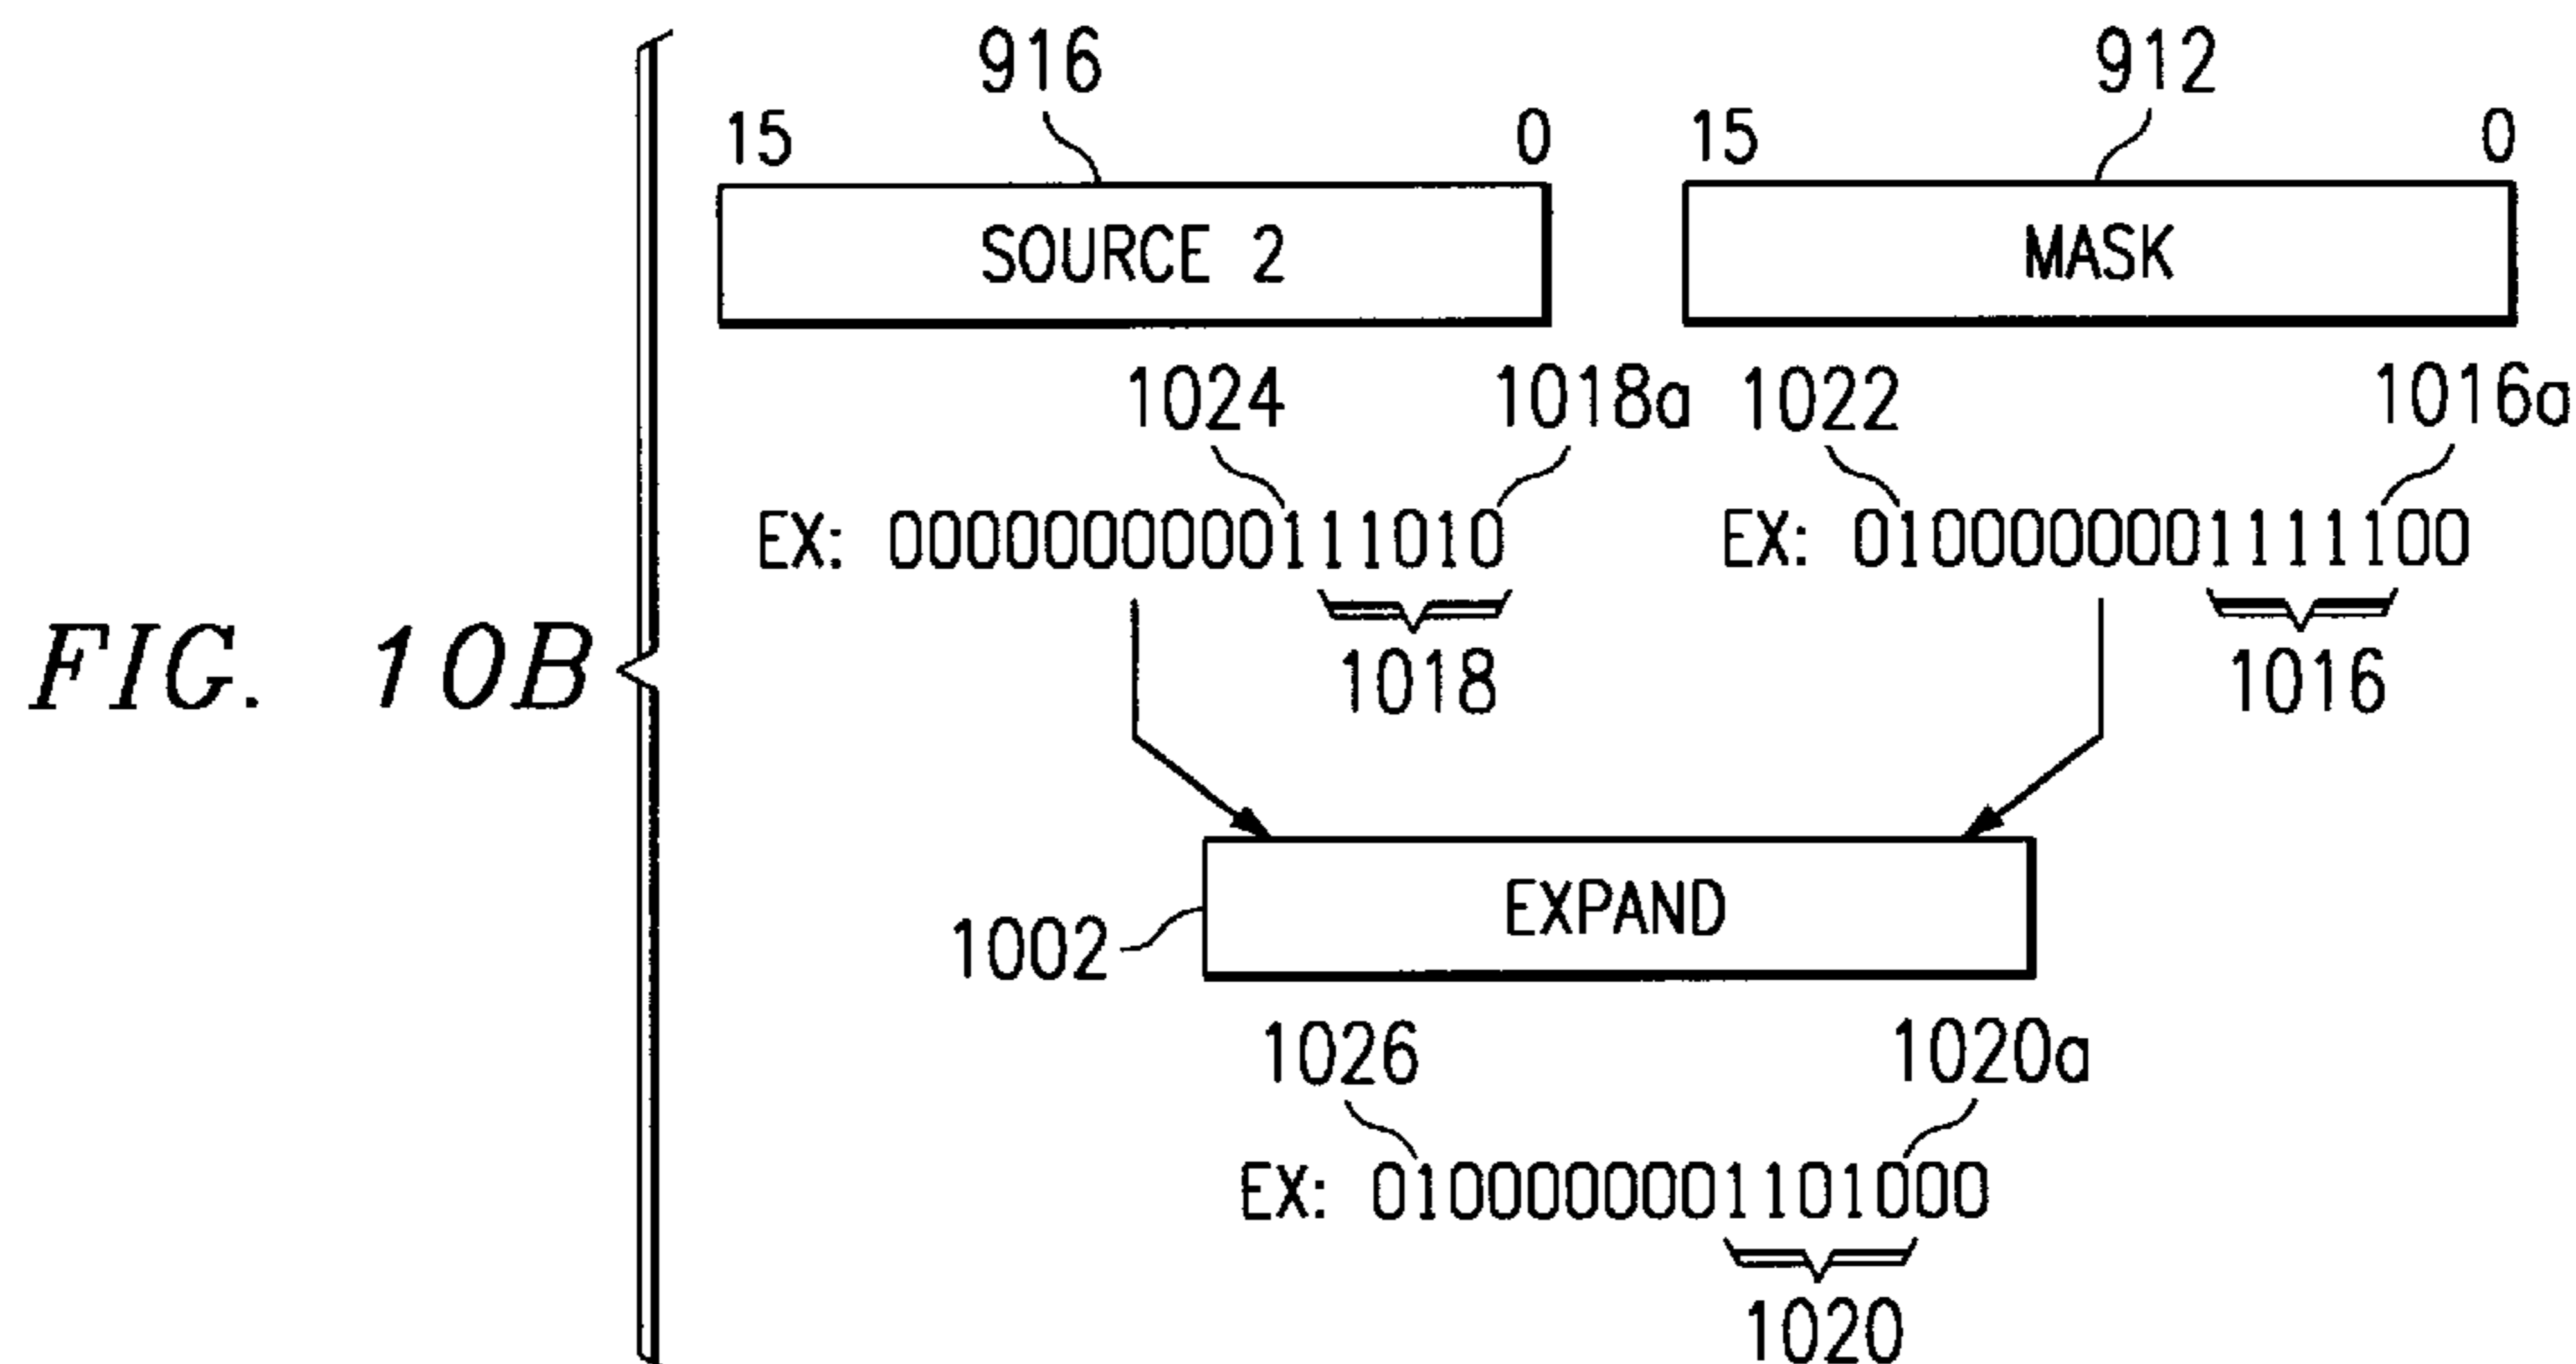 916 912
15 0 15 0
SOURCE 2 MASK
1024 1018a 1022 1016a
EX: 0000000000111010 EX: 0100000001111100
1018 1016
FIG. 10B
EXPAND
1002
1026 1020a
EX: 0100000001101000
1020